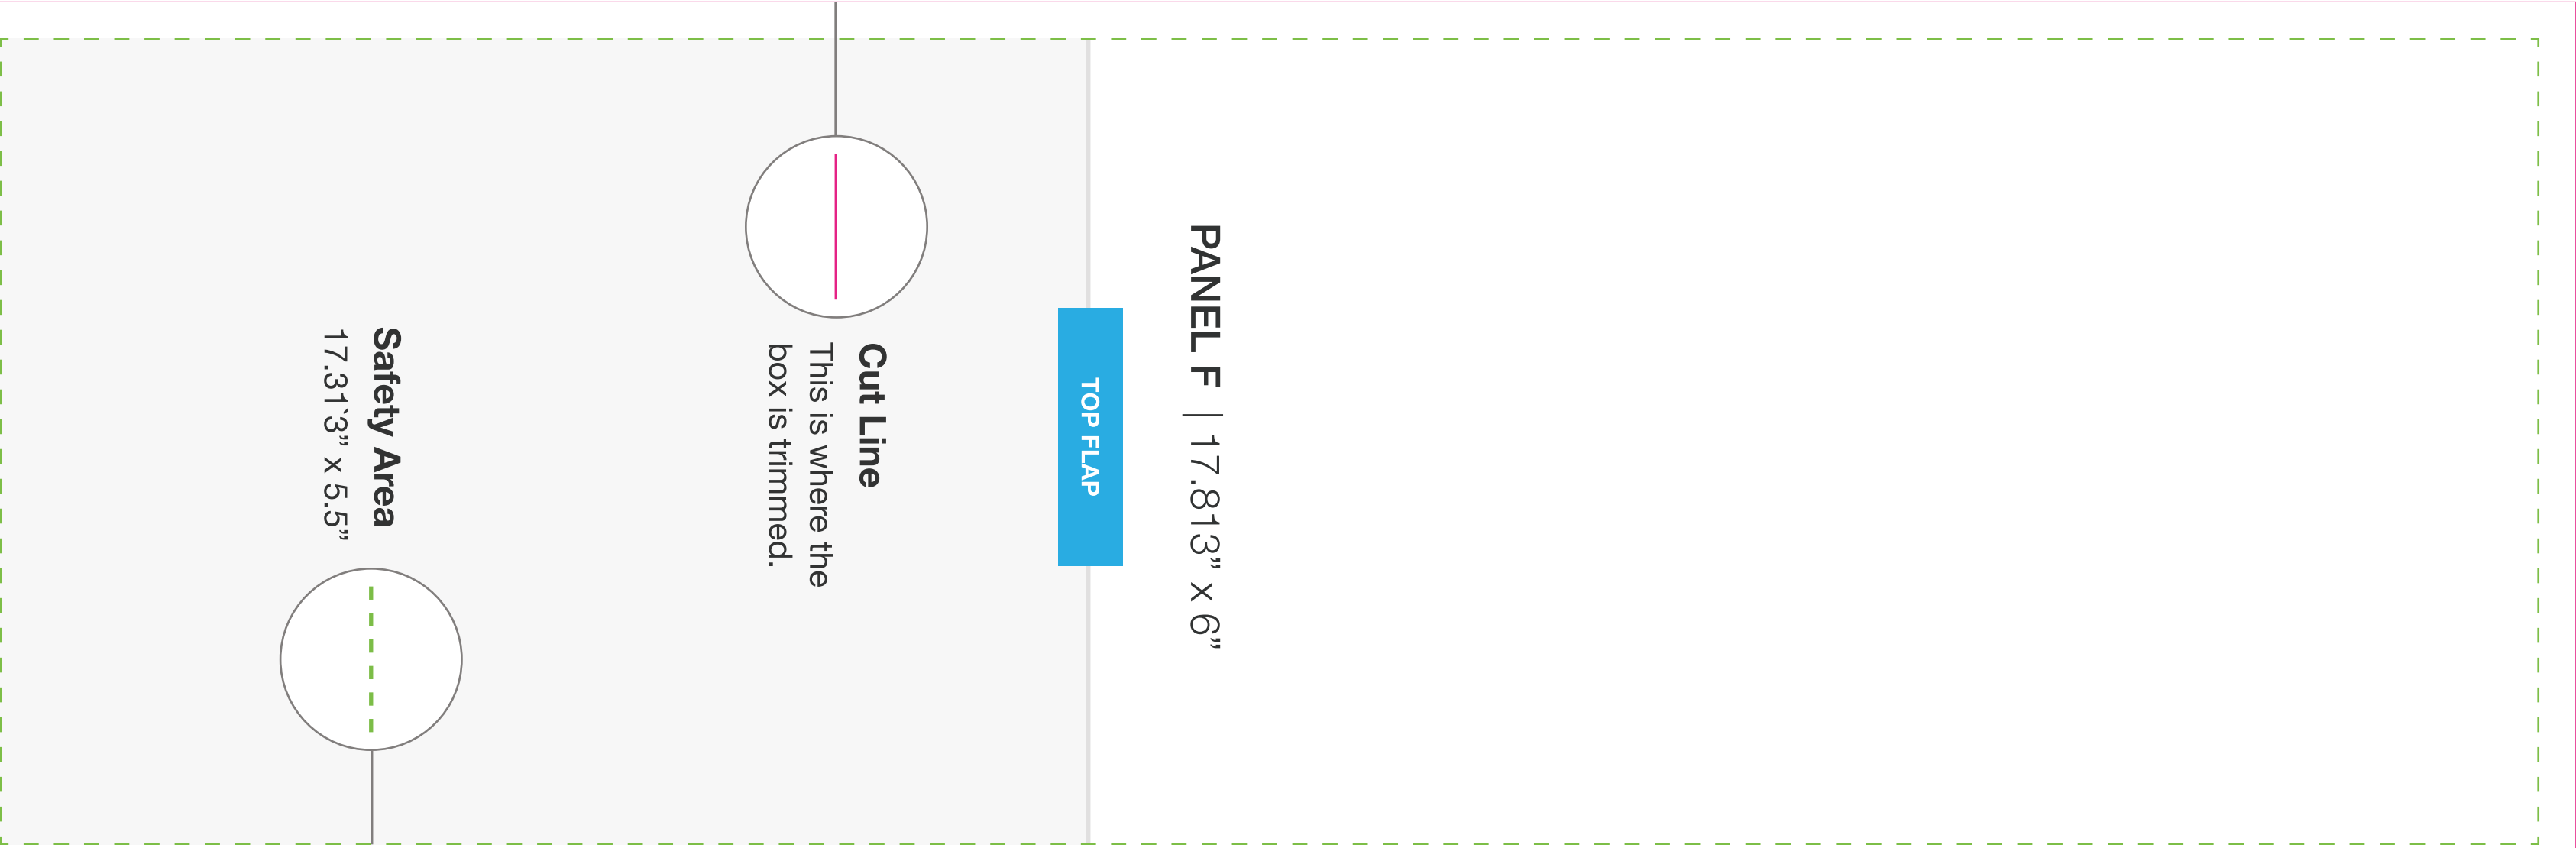 PANEL F | 17.813” x 6”
TOP FLAP
Cut Line
This is where the
box is trimmed.
Safety Area
17.31`3” x 5.5”